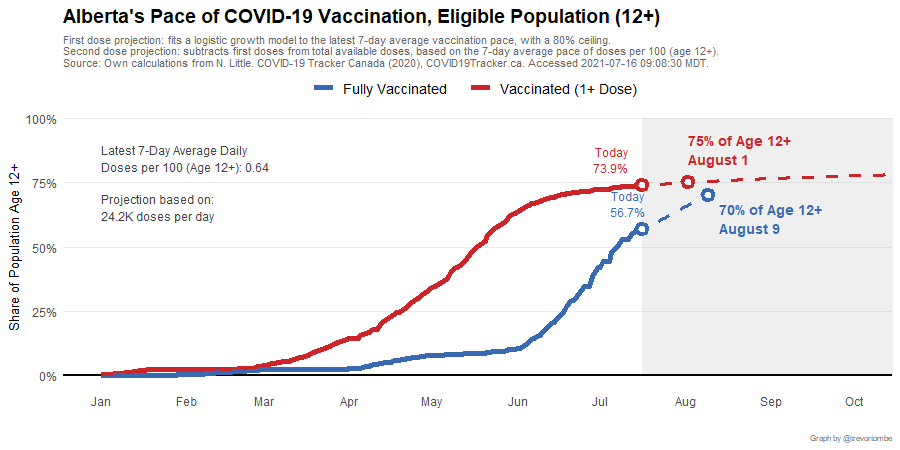 Alberta's Pace of COVID-19 Vaccination, Eligible Population (12+)
First dose projection: fits a logistic growth model to the latest 7-day average vaccination pace, with a 80% ceiling.
Second dose projection: subtracts first doses from total available doses, based on the 7-day average pace of doses per 100 (age 12+).
Source: Own calculations from N. Little. COVID-19 Tracker Canada (2020), COVID19Tracker.ca. Accessed 2021-07-16 09:08:30 MDT.
Fully Vaccinated
Vaccinated (1+ Dose)
Share of Population Age 12+
100%
75%
50%
25%
0%
Latest 7-Day Average Daily
Doses per 100 (Age 12+): 0.64
Projection based on:
24.2K doses per day
Today
73.9%
Today
56.7%
75% of Age 12+
August 1
70% of Age 12+
August 9
Jan
Feb
Mar
Apr
May
Jun
Jul
Aug
Sep
Oct
Graph by @trevortombe